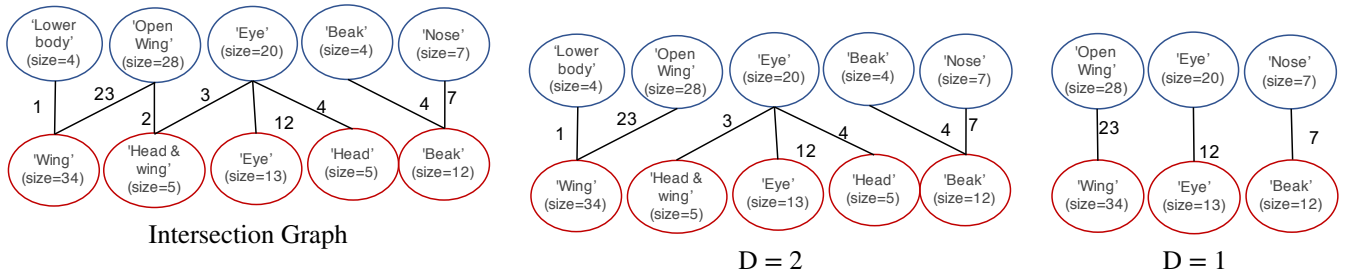 'Lower
body'
(size=4)
'Open
Wing'
(size=28)
'Eye'
(size=20)
'Beak'
(size=4)
'Nose'
(size=7)
1
23
2
3
12
4
4
7
'Wing'
(size=34)
'Head &
wing'
(size=5)
'Eye'
(size=13)
'Head'
(size=5)
'Beak'
(size=12)
Intersection Graph
'Lower
body'
(size=4)
'Open
Wing'
(size=28)
'Eye'
(size=20)
'Beak'
(size=4)
'Nose'
(size=7)
1
23
3
12
4
4
7
'Wing'
(size=34)
'Head &
wing'
(size=5)
'Eye'
(size=13)
'Head'
(size=5)
'Beak'
(size=12)
D = 2
'Open
Wing'
(size=28)
'Eye'
(size=20)
'Nose'
(size=7)
23
12
7
'Wing'
(size=34)
'Eye'
(size=13)
'Beak'
(size=12)
D = 1